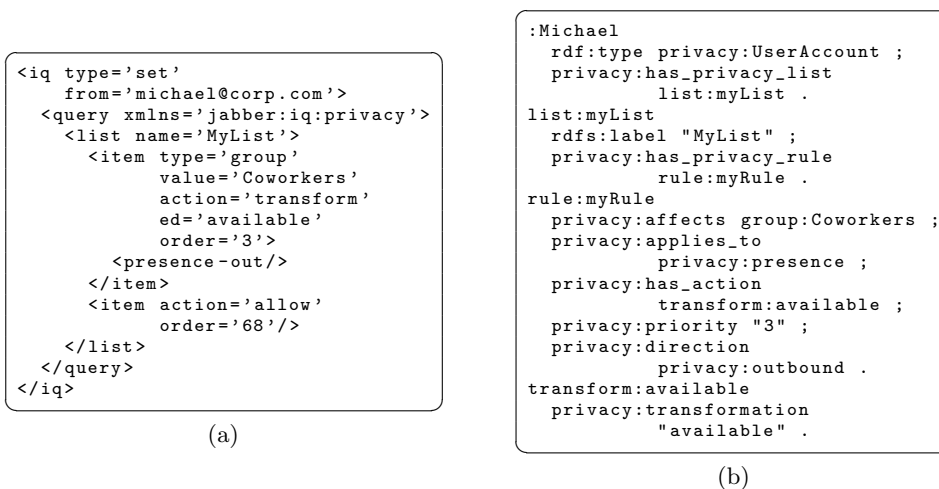 <iq type='set'
    from='michael@corp.com'>
  <query xmlns='jabber:iq:privacy'>
    <list name='MyList'>
      <item type='group'
            value='Coworkers'
            action='transform'
            ed='available'
            order='3'>
        <presence-out/>
      </item>
      <item action='allow'
            order='68'/>
    </list>
  </query>
</iq>
(a)
:Michael
  rdf:type privacy:UserAccount ;
  privacy:has_privacy_list
          list:myList .
list:myList
  rdfs:label "MyList" ;
  privacy:has_privacy_rule
          rule:myRule .
rule:myRule
  privacy:affects group:Coworkers ;
  privacy:applies_to
          privacy:presence ;
  privacy:has_action
          transform:available ;
  privacy:priority "3" ;
  privacy:direction
          privacy:outbound .
transform:available
  privacy:transformation
          "available" .
(b)